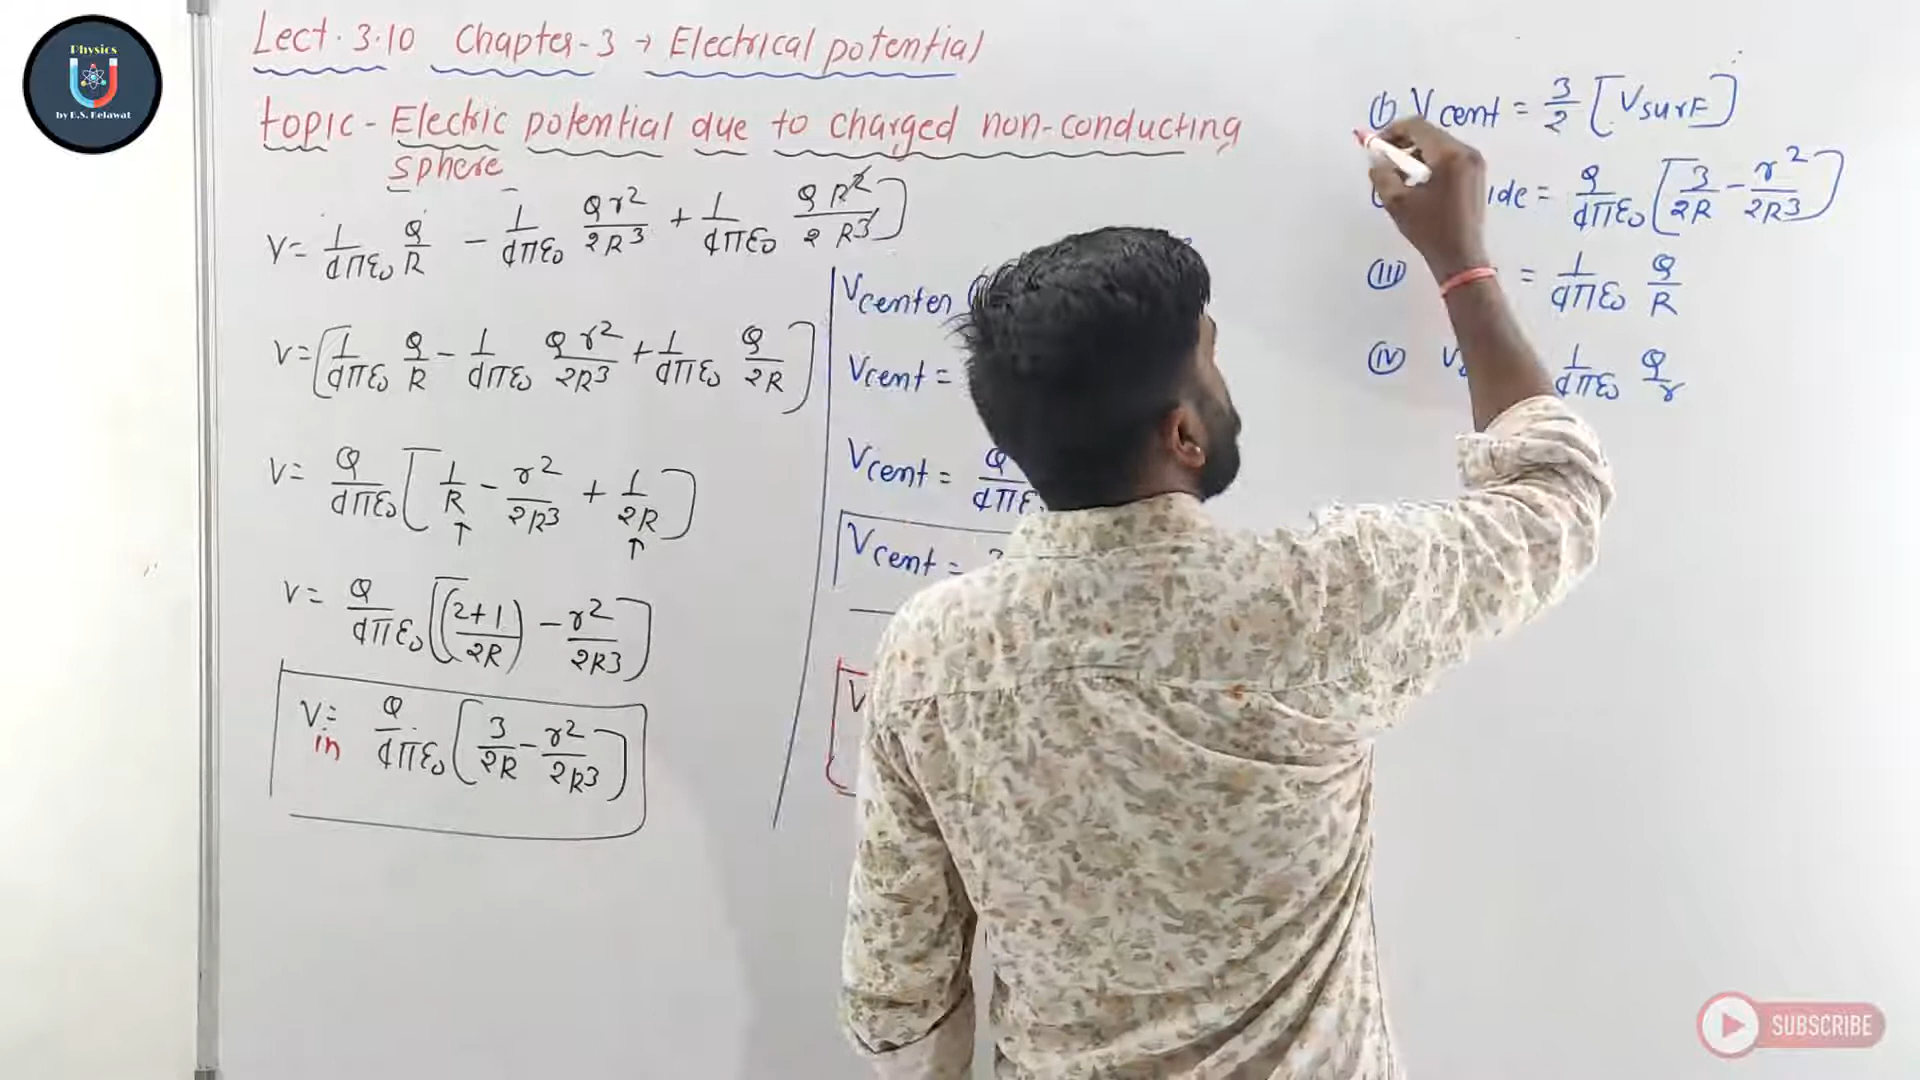 Physics
by B.S. Belawat
Lect. 3.10 Chapter-3 → Electrical potential
topic - Electric potential due to charged non-conducting
sphere
V = 1/4πε₀ Q/R - 1/4πε₀ Qr²/2R³ + 1/4πε₀ QR²/2R³]
V = [1/4πε₀ Q/R - 1/4πε₀ Qr²/2R³ + 1/4πε₀ Q/2R]
V = Q/4πε₀ [1/R - r²/2R³ + 1/2R]
↑ ↑
V = Q/4πε₀ [(2+1/2R) - r²/2R³]
V in = Q/4πε₀ [3/2R - r²/2R³]
Vcenter
Vcent =
Vcent = Q/4πε
Vcent =
V
(I) Vcent = 3/2 [Vsurf]
ide = Q/4πε₀ [3/2R - r²/2R³]
(III) = 1/4πε₀ Q/R
(IV) V 1/4πε₀ Q/r
SUBSCRIBE